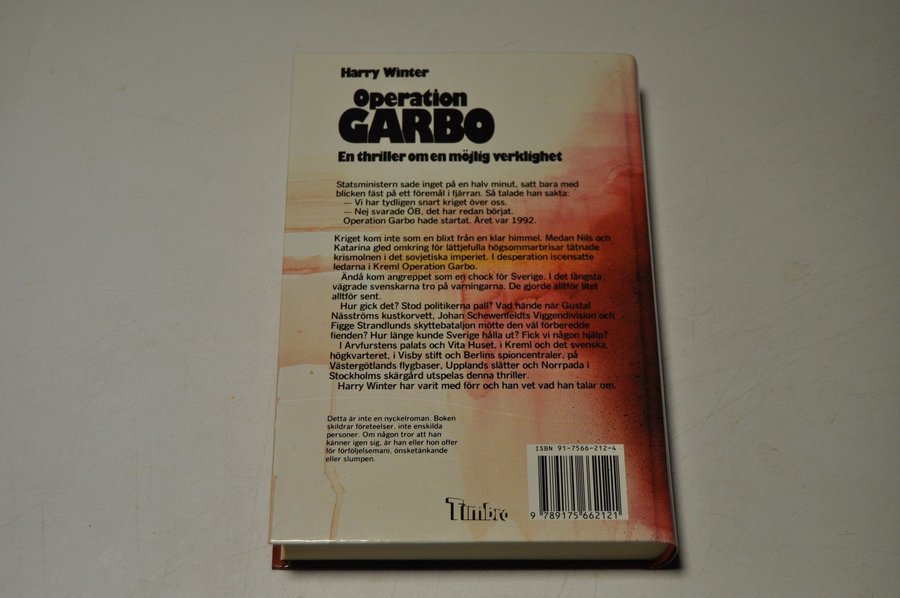 Harry Winter
Operation
GARBO
En thriller om en möjlig verklighet
Statsministern sade inget på en halv minut, satt bara med
blicken fäst på ett föremål i fjärran. Så talade han sakta:
— Vi har tydligen snart kriget över oss.
— Nej svarade ÖB, det har redan börjat.
Operation Garbo hade startat. Året var 1992.
Kriget kom inte som en blixt från en klar himmel. Medan Nils och
Katarina gled omkring för lättjefulla högsommarbrisar tätnade
krismolnen i det sovjetiska imperiet. I desperation iscensatte
ledarna i Kreml Operation Garbo.
Ändå kom angreppet som en chock för Sverige. I det längsta
vägrade svenskarna tro på varningarna. De gjorde alltför litet
alltför sent.
Hur gick det? Stod politikerna pall? Vad hände när Gustaf
Näsströms kustkorvett, Johan Schewenfeldts Viggendivision och
Figge Strandlunds skyttebataljon mötte den väl förberedde
fienden? Hur länge kunde Sverige hålla ut? Fick vi någon hjälp?
I Arvfurstens palats och Vita Huset, i Kreml och det svenska
högkvarteret, i Visby stift och Berlins spioncentraler, på
Västergötlands flygbaser, Upplands slätter och Norrpada i
Stockholms skärgård utspelas denna thriller.
Harry Winter har varit med förr och han vet vad han talar om.
Detta är inte en nyckelroman. Boken
skildrar företeelser, inte enskilda
personer. Om någon tror att han
känner igen sig, är han eller hon offer
för förföljelsemani, önsketänkande
eller slumpen.
ISBN 91-7566-212-4
Timbro
9 789175 662121